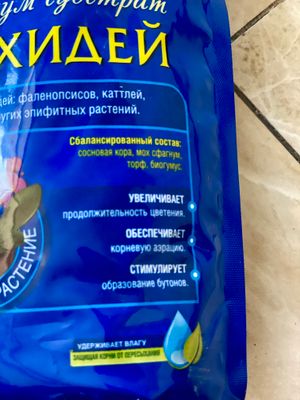 ум субстрат
ХИДЕЙ
дей: фаленопсисов, каттлей,
ругих эпифитных растений.
Сбалансированный состав:
сосновая кора, мох сфагнум,
торф, биогумус.
УВЕЛИЧИВАЕТ
продолжительность цветения.
ОБЕСПЕЧИВАЕТ
корневую аэрацию.
СТИМУЛИРУЕТ
образование бутонов.
РАСТЕНИЕ
УДЕРЖИВАЕТ ВЛАГУ
ЗАЩИЩАЯ КОРНИ ОТ ПЕРЕСЫХАНИЯ